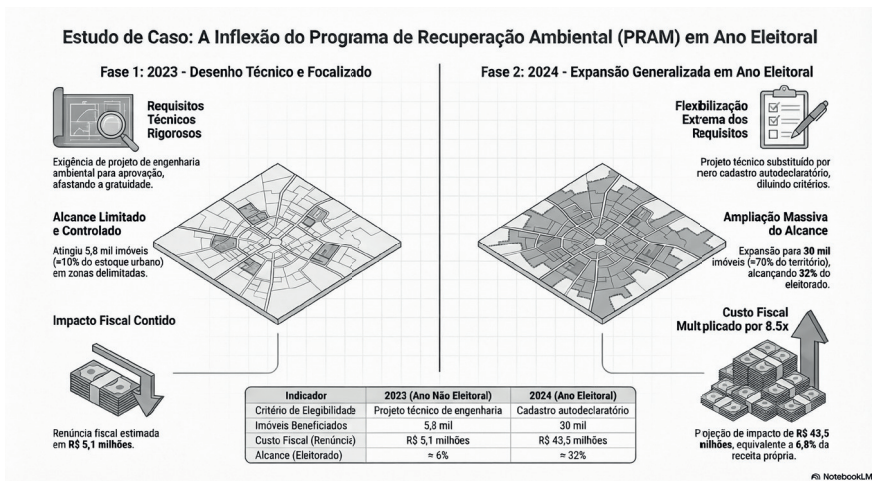 Estudo de Caso: A Inflexão do Programa de Recuperação Ambiental (PRAM) em Ano Eleitoral
Fase 1: 2023 - Desenho Técnico e Focalizado
Requisitos
Técnicos
Rigorosos
Exigência de projeto de engenharia
ambiental para aprovação,
afastando a gratuidade.
Alcance Limitado
e Controlado
Atingiu 5,8 mil imóveis
(≈10% do estoque urbano)
em zonas delimitadas.
Impacto Fiscal Contido
Renúncia fiscal estimada
em R$ 5,1 milhões.
Fase 2: 2024 - Expansão Generalizada em Ano Eleitoral
Flexibilização
Extrema dos
Requisitos
Projeto técnico substituído por
mero cadastro autodeclaratório,
diluindo critérios.
Ampliação Massiva
do Alcance
Expansão para 30 mil
imóveis (≈70% do território),
alcançando 32% do
eleitorado.
Custo Fiscal
Multiplicado por 8.5x
Projeção de impacto de R$ 43,5
milhões, equivalente a 6,8% da
receita própria.
Indicador 2023 (Ano Não Eleitoral) 2024 (Ano Eleitoral)
Critério de Elegibilidade Projeto técnico de engenharia Cadastro autodeclaratório
Imóveis Beneficiados 5,8 mil 30 mil
Custo Fiscal (Renúncia) R$ 5,1 milhões R$ 43,5 milhões
Alcance (Eleitorado) ≈ 6% ≈ 32%
NotebookLM